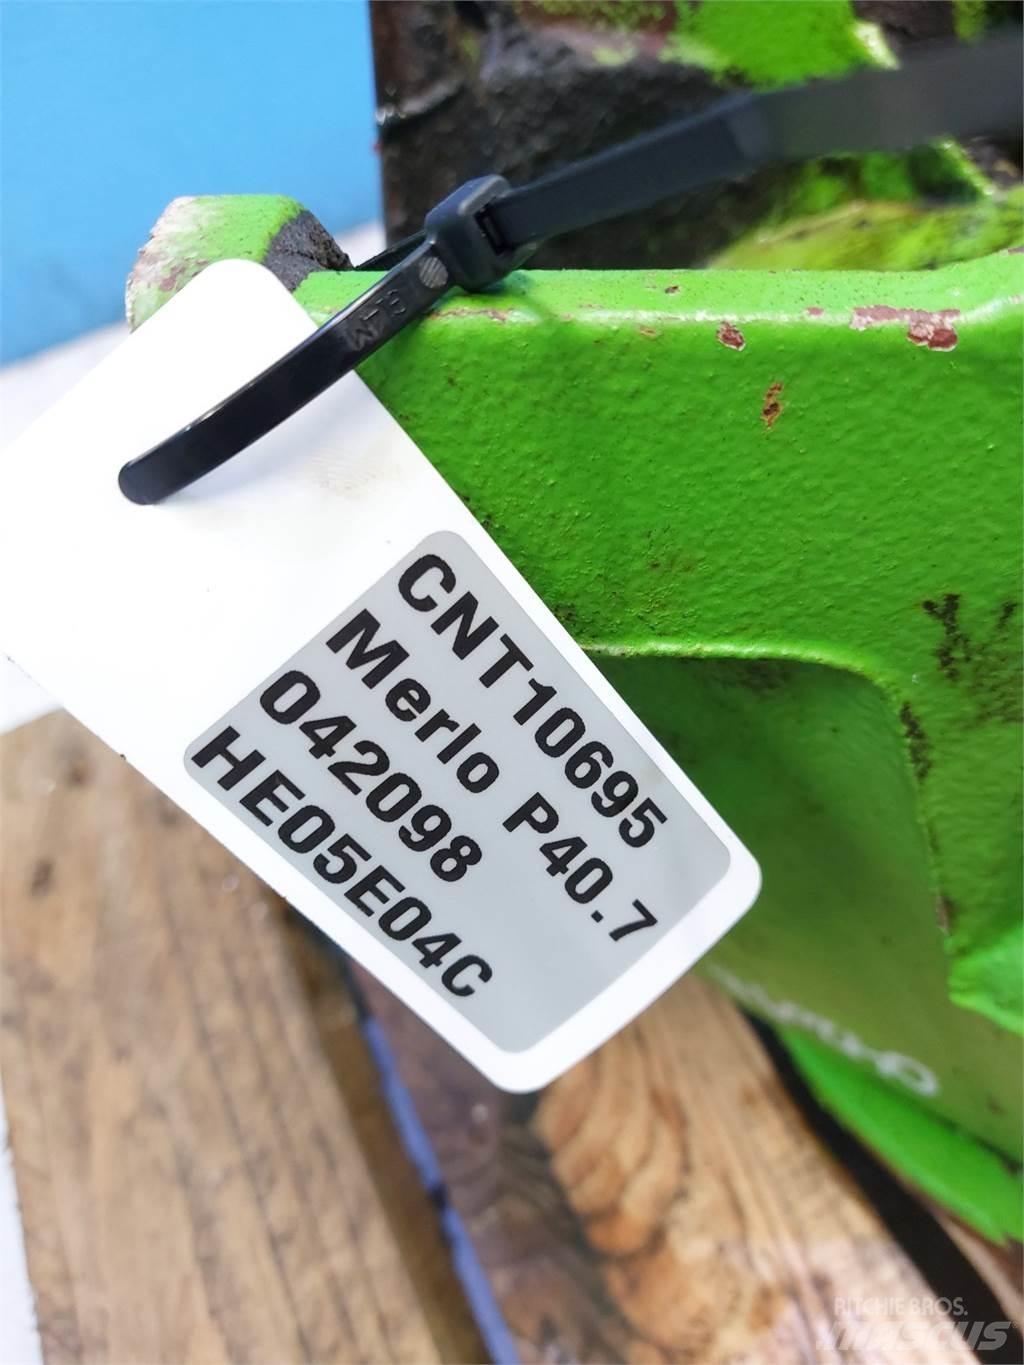 CNT10695
Merlo P40.7
042098
HE05E04C
RITCHIE BROS.
MASCUS